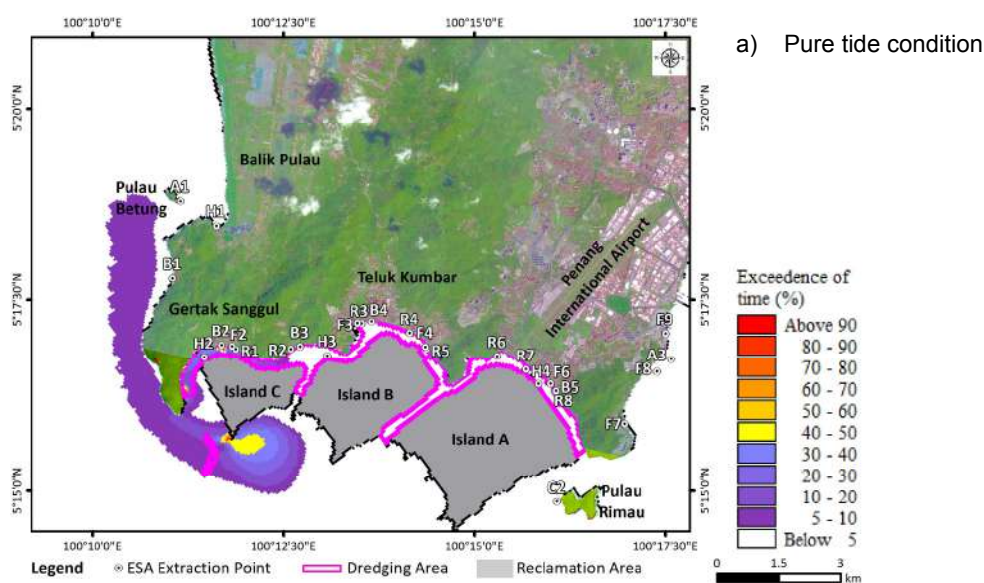 100°10'0"E 100°12'30"E 100°15'0"E 100°17'30"E
a) Pure tide condition
5°20'0"N
5°20'0"N
Balik Pulau
Pulau
Betung
A1
H1
B1
Teluk Kumbar
Penang
International Airport
5°17'30"N
5°17'30"N
Gertak Sanggul
R3 B4
F3
R4
F4
R5
B2
F2
H2
R1
R2
B3
H3
R6
R7
H4
F6
B5
R8
F9
A3
F8
F7
Island C
Island B
Island A
C2
Pulau
Rimau
5°15'0"N
5°15'0"N
100°10'0"E 100°12'30"E 100°15'0"E 100°17'30"E
Exceedence of
time (%)
Above 90
80 - 90
70 - 80
60 - 70
50 - 60
40 - 50
30 - 40
20 - 30
10 - 20
5 - 10
Below 5
Legend ESA Extraction Point Dredging Area Reclamation Area
0 1.5 3
km